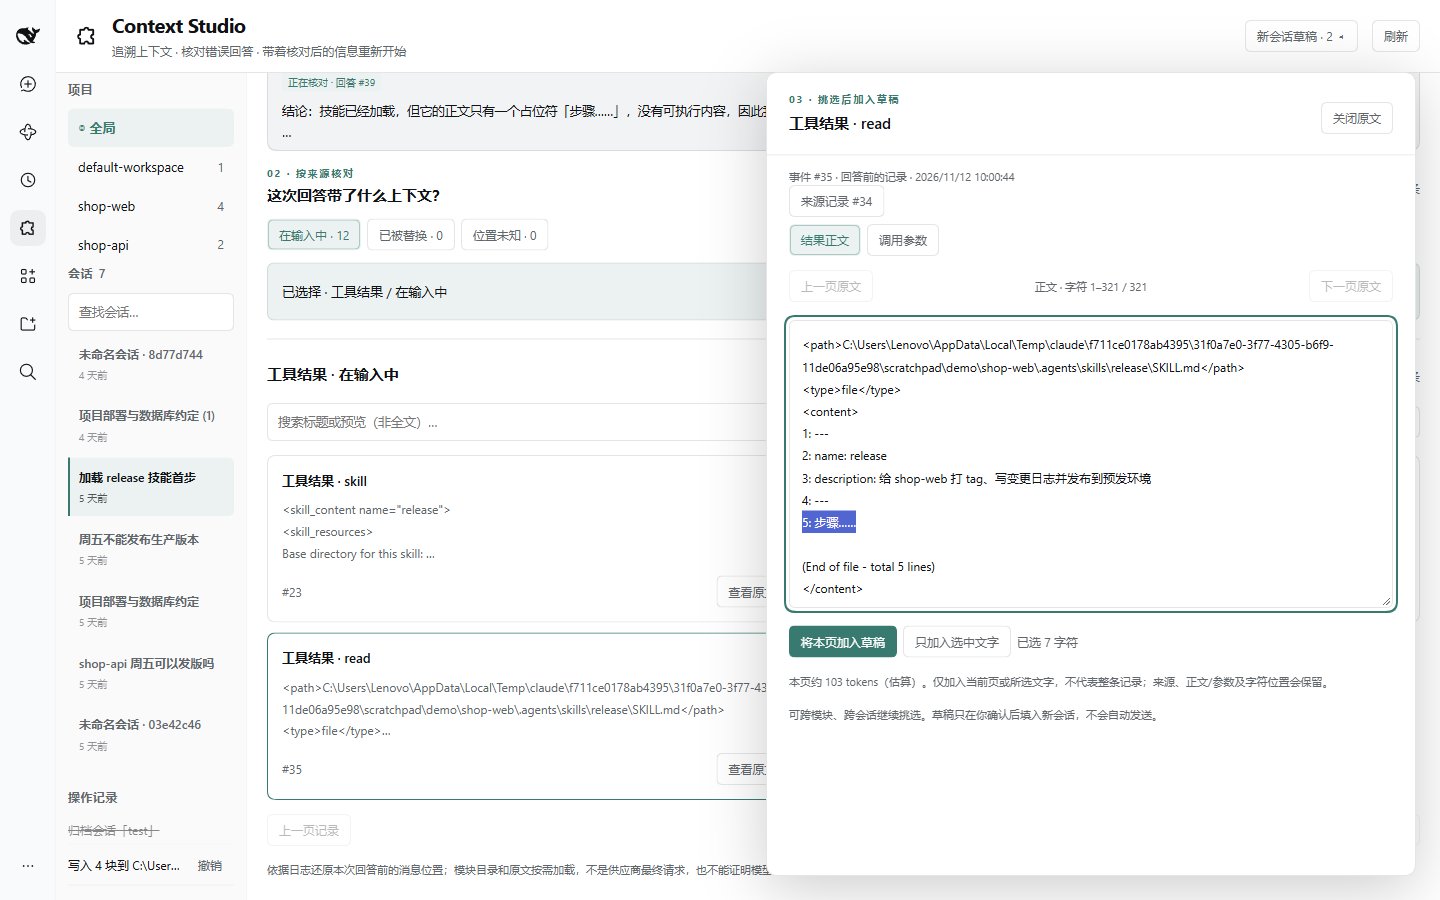 Context Studio
追溯上下文 · 核对错误回答 · 带着核对后的信息重新开始
新会话草稿 · 2
刷新
项目
全局
default-workspace 1
shop-web 4
shop-api 2
会话 7
查找会话...
未命名会话 · 8d77d744
4 天前
项目部署与数据库约定 (1)
4 天前
加载 release 技能首步
5 天前
周五不能发布生产版本
5 天前
项目部署与数据库约定
5 天前
shop-api 周五可以发版吗
5 天前
未命名会话 · 03e42c46
5 天前
操作记录
归档会话「test」
写入 4 块到 C:\User... 撤销
正在核对 · 回答 #39
结论：技能已经加载，但它的正文只有一个占位符「步骤……」，没有可执行内容，因此
...
02 · 按来源核对
这次回答带了什么上下文？
在输入中 · 12
已被替换 · 0
位置未知 · 0
已选择 · 工具结果 / 在输入中
工具结果 · 在输入中
搜索标题或预览（非全文）...
工具结果 · skill
<skill_content name="release">
<skill_resources>
Base directory for this skill: ...
#23
查看原
工具结果 · read
<path>C:\Users\Lenovo\AppData\Local\Temp\claude\f711ce0178ab4395\31f0a7e0-3f77-43
11de06a95e98\scratchpad\demo\shop-web\.agents\skills\release\SKILL.md</path>
<type>file</type>...
#35
查看原
上一页记录
依据日志还原本次回答前的消息位置；模块目录和原文按需加载，不是供应商最终请求，也不能证明模型
03 · 挑选后加入草稿
工具结果 · read
关闭原文
事件 #35 · 回答前的记录 · 2026/11/12 10:00:44
来源记录 #34
结果正文
调用参数
上一页原文
正文 · 字符 1–321 / 321
下一页原文
<path>C:\Users\Lenovo\AppData\Local\Temp\claude\f711ce0178ab4395\31f0a7e0-3f77-4305-b6f9-
11de06a95e98\scratchpad\demo\shop-web\.agents\skills\release\SKILL.md</path>
<type>file</type>
<content>
1: ---
2: name: release
3: description: 给 shop-web 打 tag、写变更日志并发布到预发环境
4: ---
5: 步骤……
(End of file - total 5 lines)
</content>
将本页加入草稿
只加入选中文字
已选 7 字符
本页约 103 tokens（估算）。仅加入当前页或所选文字，不代表整条记录；来源、正文/参数及字符位置会保留。
可跨模块、跨会话继续挑选。草稿只在你确认后填入新会话，不会自动发送。